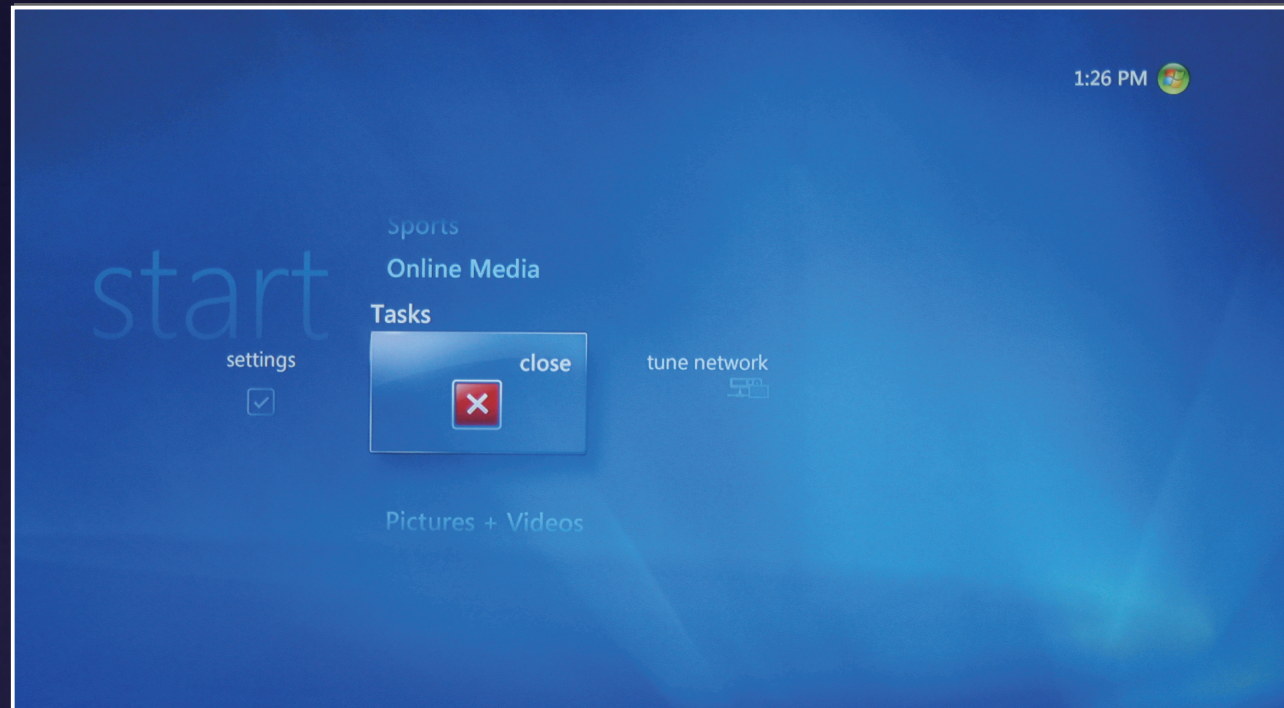 1:26 PM
Sports
Online Media
start
Tasks
settings
close
tune network
Pictures + Videos